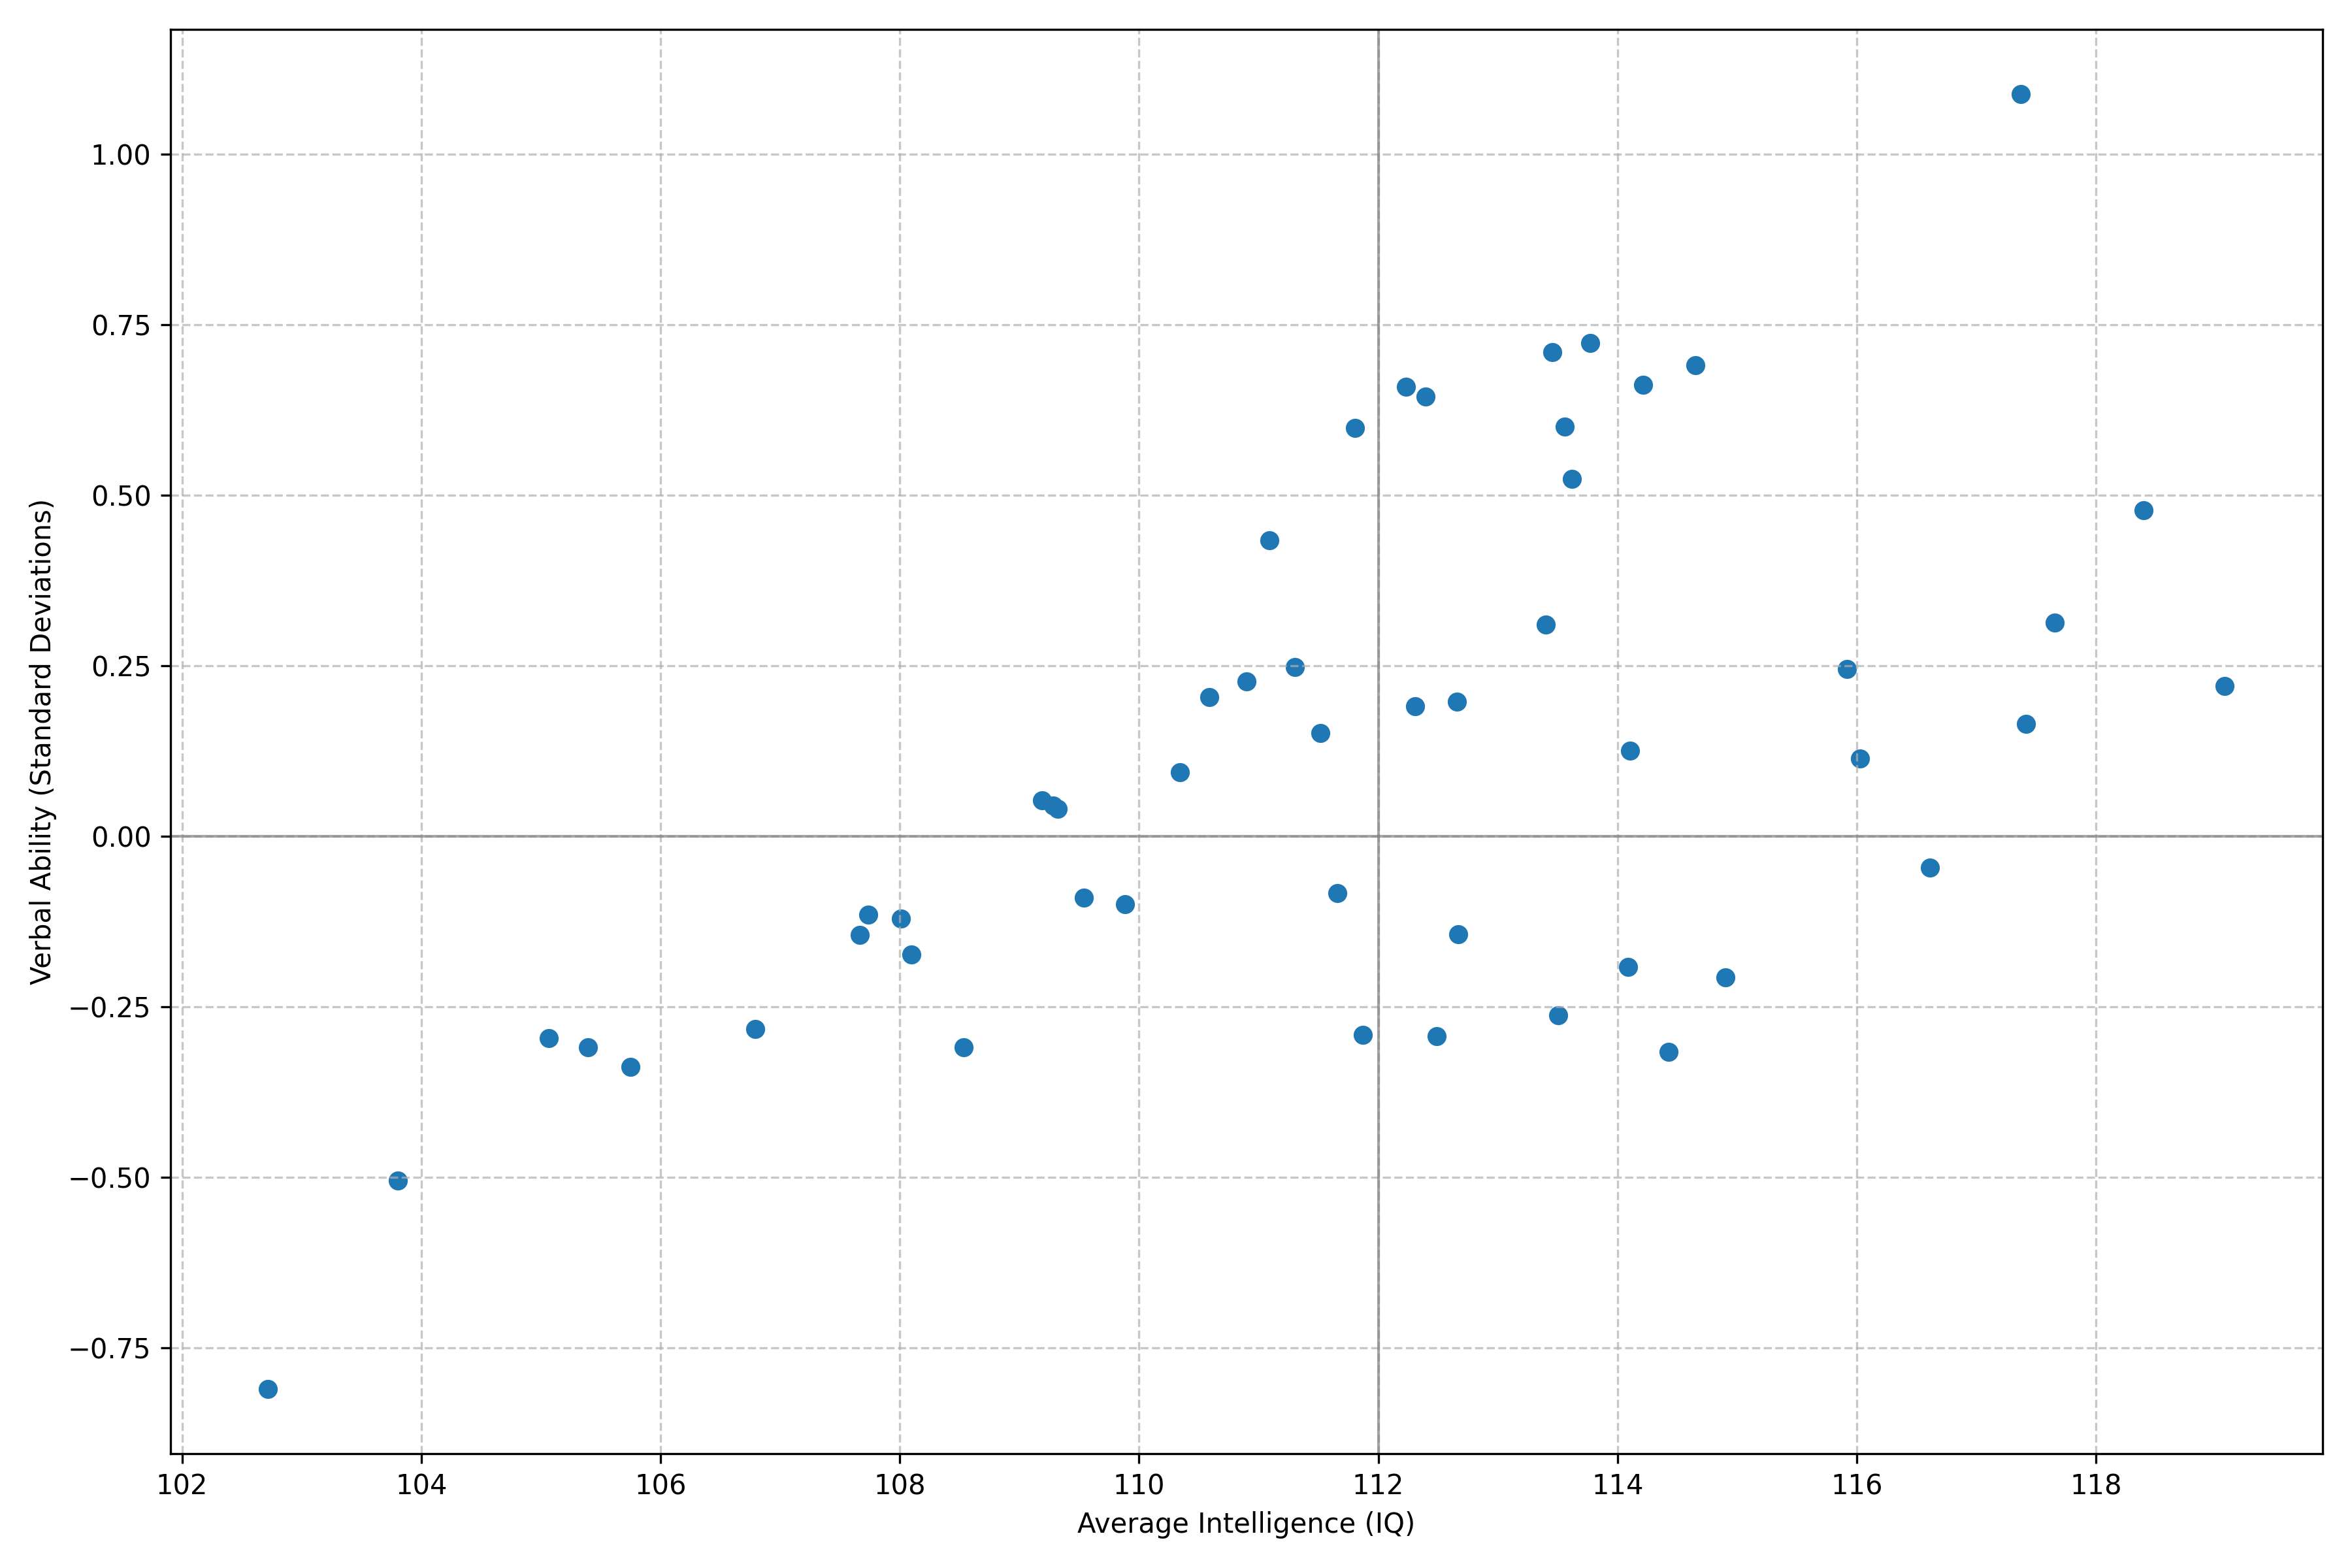 1.00
0.75
0.50
0.25
0.00
−0.25
−0.50
−0.75
Verbal Ability (Standard Deviations)
102 104 106 108 110 112 114 116 118
Average Intelligence (IQ)